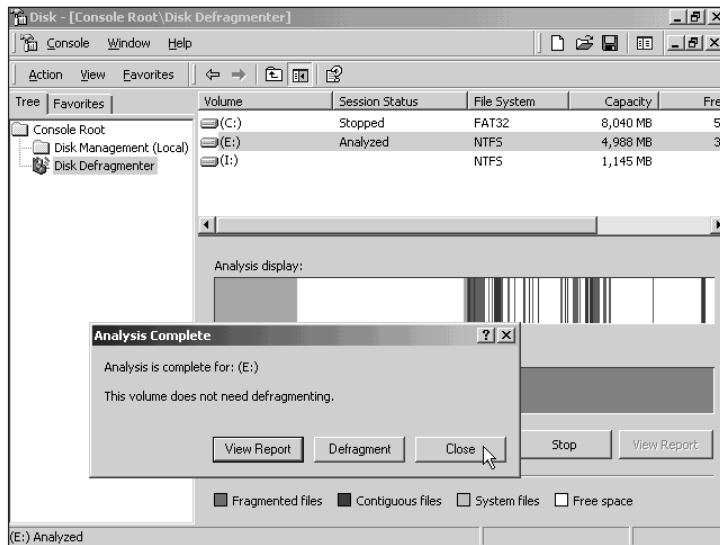 Disk - [Console Root\Disk Defragmenter]
Console Window Help
Action View Favorites
Tree Favorites
Console Root
Disk Management (Local)
Disk Defragmenter
Volume Session Status File System Capacity Fre
(C:) Stopped FAT32 8,040 MB 5
(E:) Analyzed NTFS 4,988 MB 3
(I:) NTFS 1,145 MB
Analysis display:
Analysis Complete
Analysis is complete for: (E:)
This volume does not need defragmenting.
View Report Defragment Close
Stop View Report
Fragmented files Contiguous files System files Free space
(E:) Analyzed